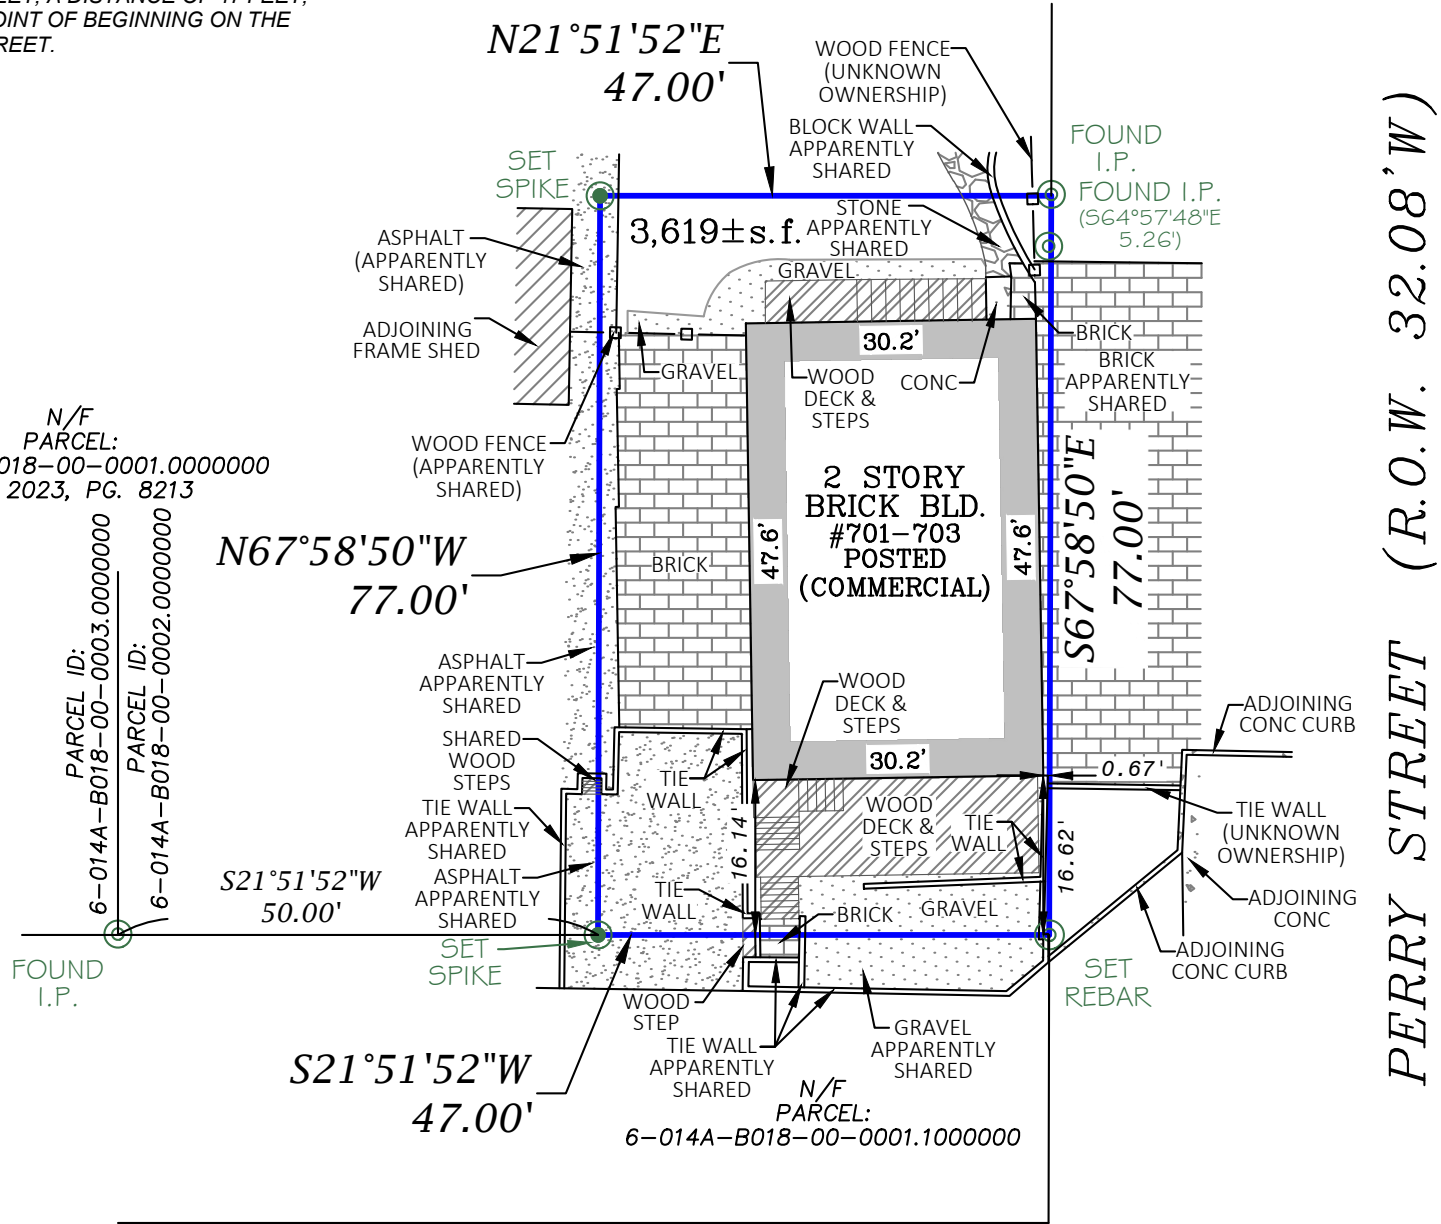 POINT OF BEGINNING ON THE
N21°51'52"E
47.00'
WOOD FENCE
(UNKNOWN
OWNERSHIP)
BLOCK WALL
APPARENTLY
SHARED
FOUND
I.P.
FOUND I.P.
(S64°57'48"E
5.26')
SET
SPIKE
3,619±s.f.
STONE
APPARENTLY
SHARED
ASPHALT
(APPARENTLY
SHARED)
GRAVEL
ADJOINING
FRAME SHED
30.2'
BRICK
GRAVEL
WOOD
DECK &
STEPS
CONC
BRICK
APPARENTLY
SHARED
N/F
PARCEL:
018-00-0001.0000000
2023, PG. 8213
WOOD FENCE
(APPARENTLY
SHARED)
2 STORY
BRICK BLD.
#701-703
POSTED
(COMMERCIAL)
47.6'
47.6'
S67°58'50"E
77.00'
PERRY STREET (R.O.W. 32.08'W)
N67°58'50"W
77.00'
BRICK
PARCEL ID:
6-014A-B018-00-0003.0000000
PARCEL ID:
6-014A-B018-00-0002.0000000
ASPHALT
APPARENTLY
SHARED
WOOD
DECK &
STEPS
ADJOINING
CONC CURB
SHARED
WOOD
STEPS
TIE
WALL
30.2'
0.67'
TIE WALL
APPARENTLY
SHARED
16.14'
WOOD
DECK &
STEPS
TIE
WALL
16.62'
TIE WALL
(UNKNOWN
OWNERSHIP)
S21°51'52"W
50.00'
ASPHALT
APPARENTLY
SHARED
TIE
WALL
BRICK
GRAVEL
ADJOINING
CONC
SET
SPIKE
FOUND
I.P.
SET
REBAR
ADJOINING
CONC CURB
WOOD
STEP
TIE WALL
APPARENTLY
SHARED
GRAVEL
APPARENTLY
SHARED
S21°51'52"W
47.00'
N/F
PARCEL:
6-014A-B018-00-0001.1000000